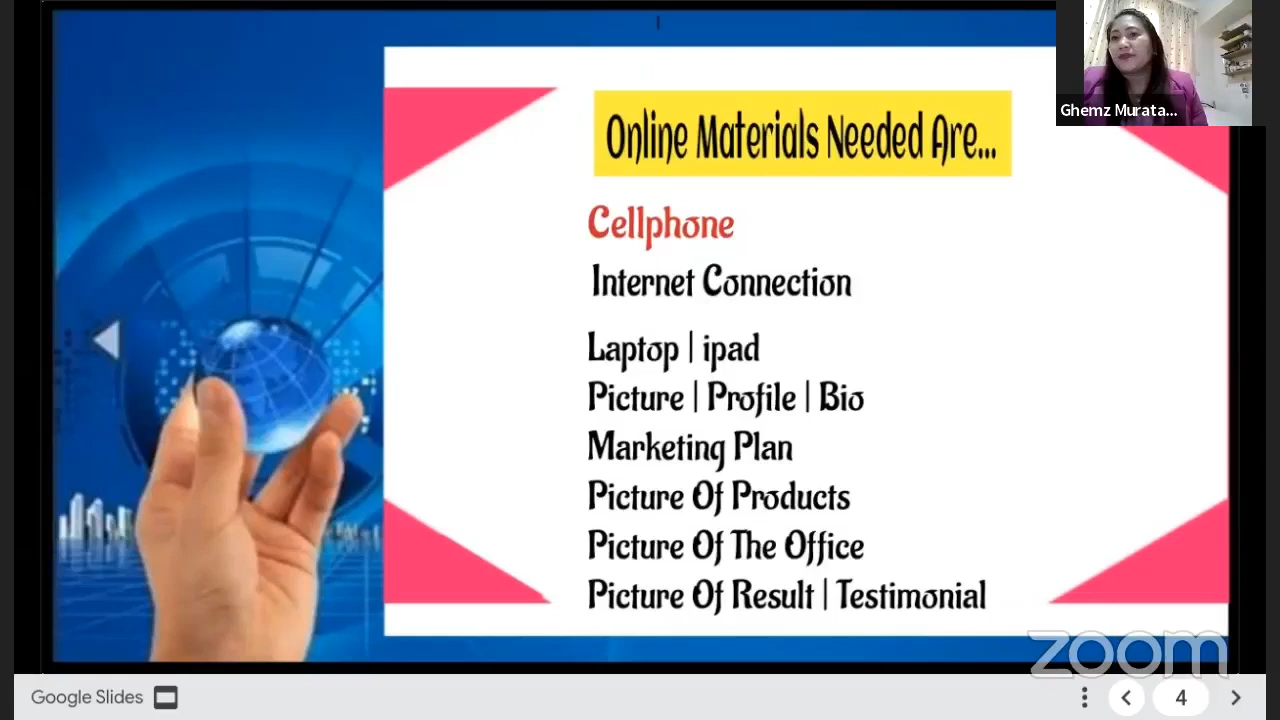 Ghemz Murata...
Online Materials Needed Are...
Cellphone
Internet Connection
Laptop | ipad
Picture | Profile | Bio
Marketing Plan
Picture Of Products
Picture Of The Office
Picture Of Result | Testimonial
zoom
Google Slides
4